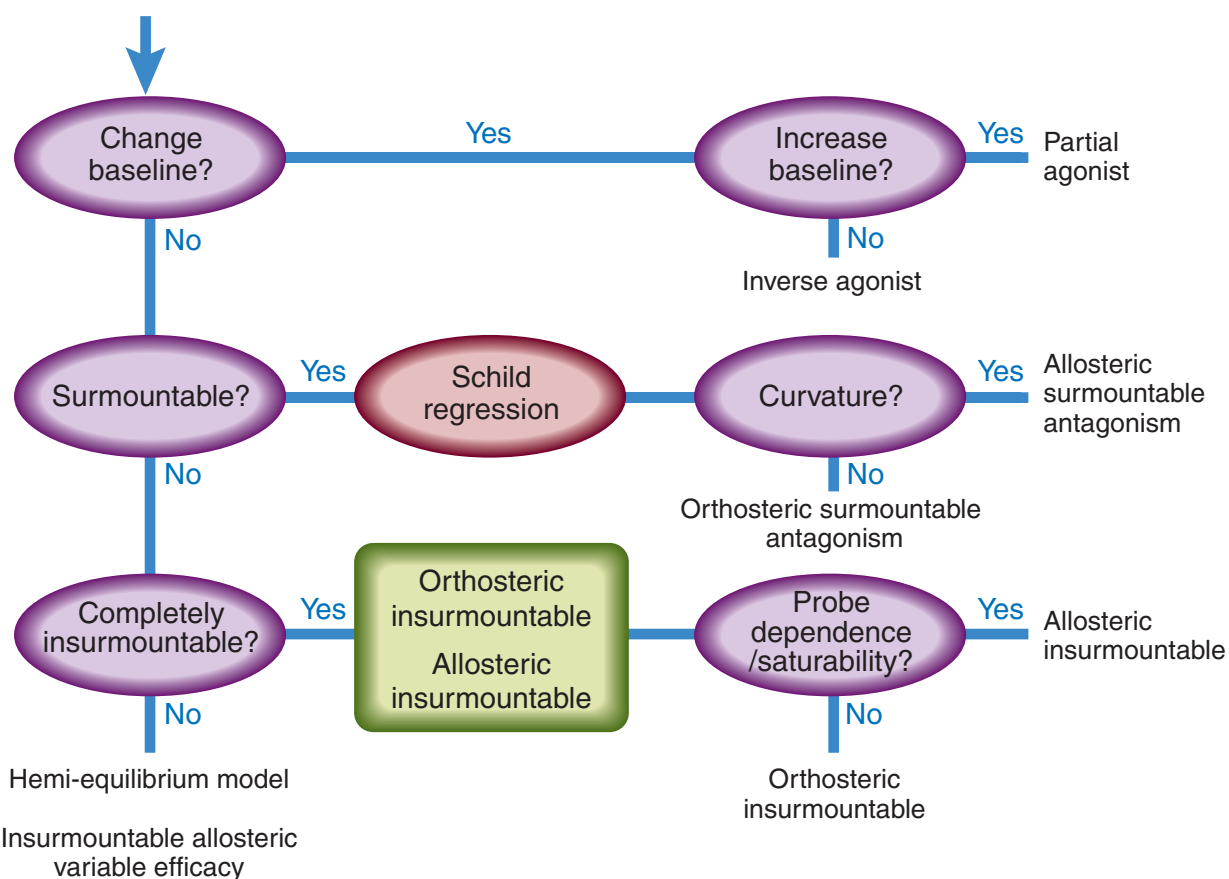 Change
baseline?
Yes
Increase
baseline?
Yes
Partial
agonist
No
No
Inverse agonist
Surmountable?
Yes
Schild
regression
Curvature?
Yes
Allosteric
surmountable
antagonism
No
No
Orthosteric surmountable
antagonism
Completely
insurmountable?
Yes
Orthosteric
insurmountable
Allosteric
insurmountable
Probe
dependence
/saturability?
Yes
Allosteric
insurmountable
No
No
Hemi-equilibrium model
Insurmountable allosteric
variable efficacy
Orthosteric
insurmountable